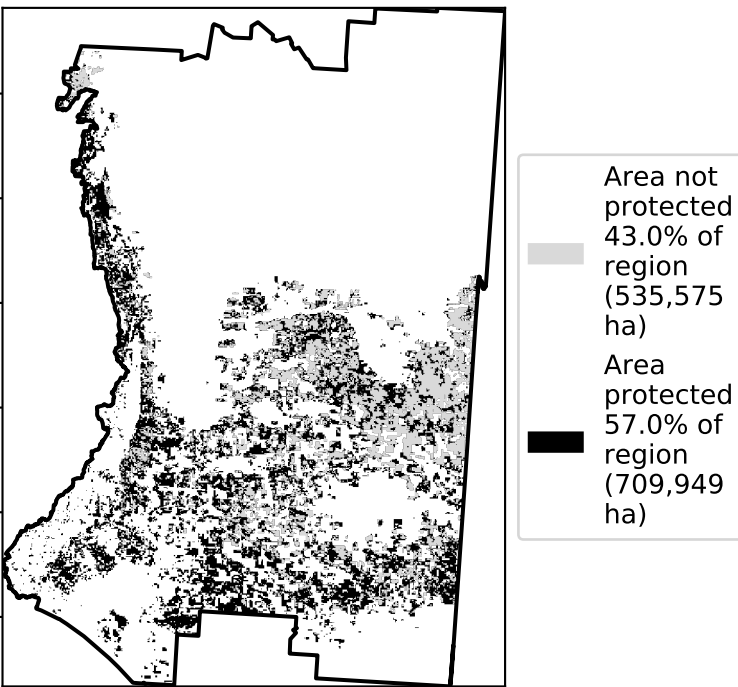 Area not
protected
43.0% of
region
(535,575
ha)
Area
protected
57.0% of
region
(709,949
ha)